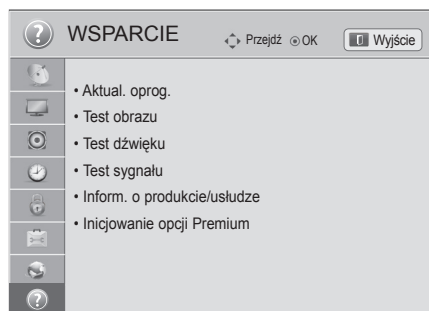 WSPARCIE
Przejdź OK Wyjście
• Aktual. oprog.
• Test obrazu
• Test dźwięku
• Test sygnału
• Inform. o produkcie/usłudze
• Inicjowanie opcji Premium